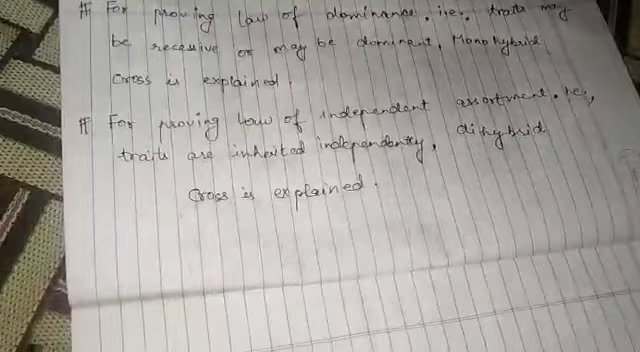 # For proving Law of dominance, i.e., traits may
be recessive or may be dominant, Monohybrid
Cross is explained.
# For proving Law of independent assortment, i.e.,
traits are inherited independently, dihybrid
Cross is explained.